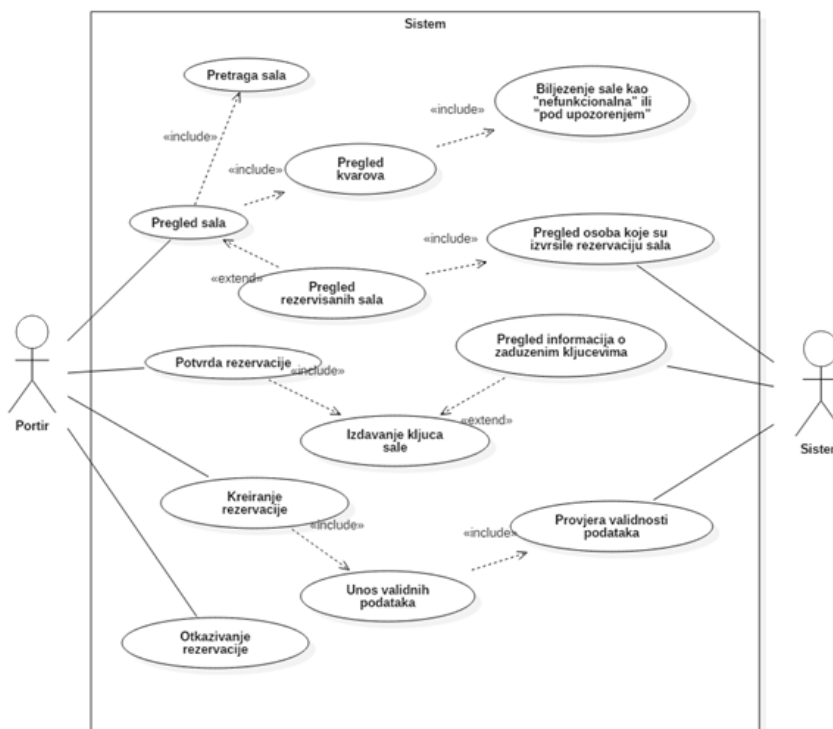 Sistem
Pretraga sala
Biljezenje sale kao
"nefunkcionalna" ili
"pod upozorenjem"
«include»
«include»
Pregled
kvarova
«include»
Pregled sala
Pregled osoba koje su
izvrsile rezervaciju sala
«include»
«extend»
Pregled
rezervisanih sala
Pregled informacija o
zaduzenim kljucevima
Potvrda rezervacije
«include»
«extend»
Izdavanje kljuca
sale
Portir
Sistem
Kreiranje
rezervacije
«include»
Provjera validnosti
podataka
«include»
Unos validnih
podataka
Otkazivanje
rezervacije